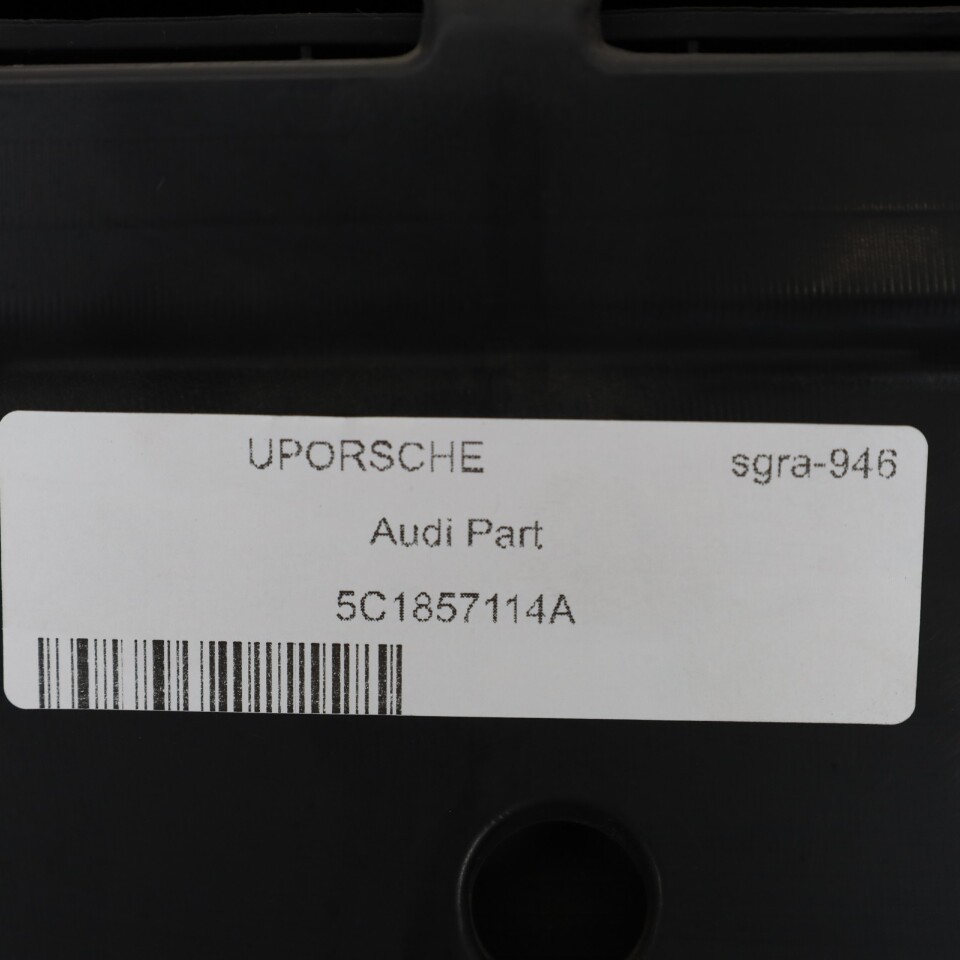 UPORSCHE sgra-946
Audi Part
5C1857114A